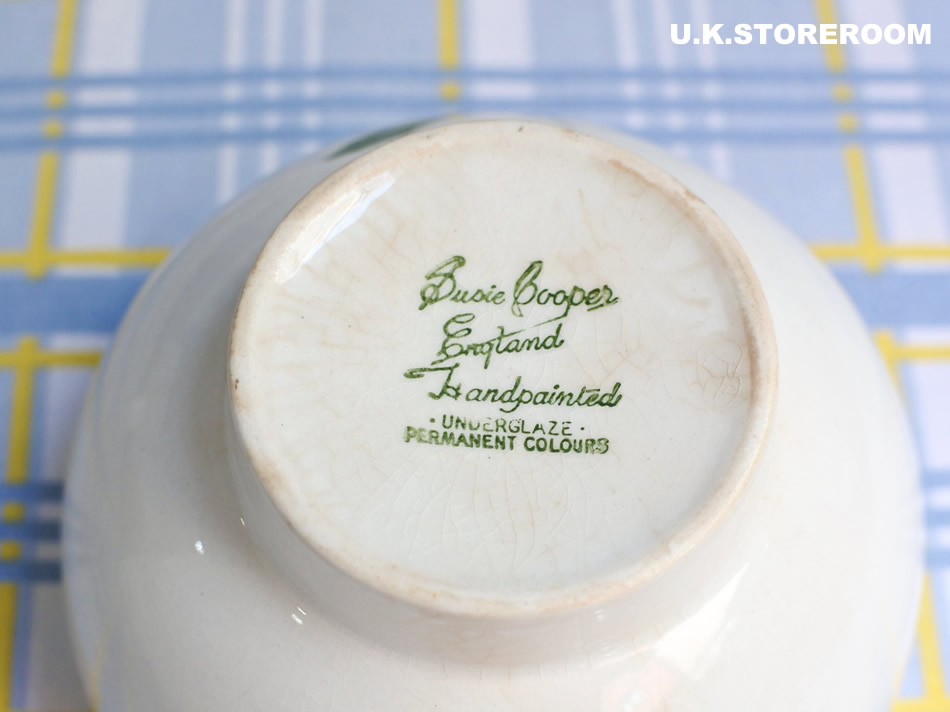 U.K.STOREROOM
Susie Cooper
England
Handpainted
· UNDERGLAZE ·
PERMANENT COLOURS